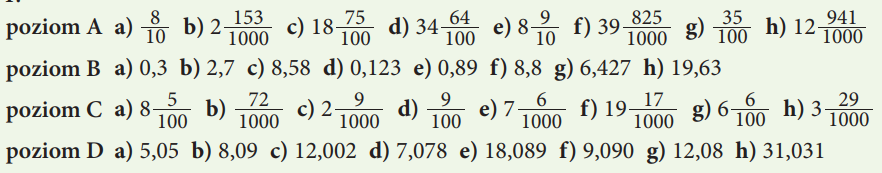 poziom A a) 8/10 b) 2 153/1000 c) 18 75/100 d) 34 64/100 e) 8 9/10 f) 39 825/1000 g) 35/100 h) 12 941/1000
poziom B a) 0,3 b) 2,7 c) 8,58 d) 0,123 e) 0,89 f) 8,8 g) 6,427 h) 19,63
poziom C a) 8 5/100 b) 72/1000 c) 2 9/1000 d) 9/100 e) 7 6/1000 f) 19 17/1000 g) 6 6/100 h) 3 29/1000
poziom D a) 5,05 b) 8,09 c) 12,002 d) 7,078 e) 18,089 f) 9,090 g) 12,08 h) 31,031